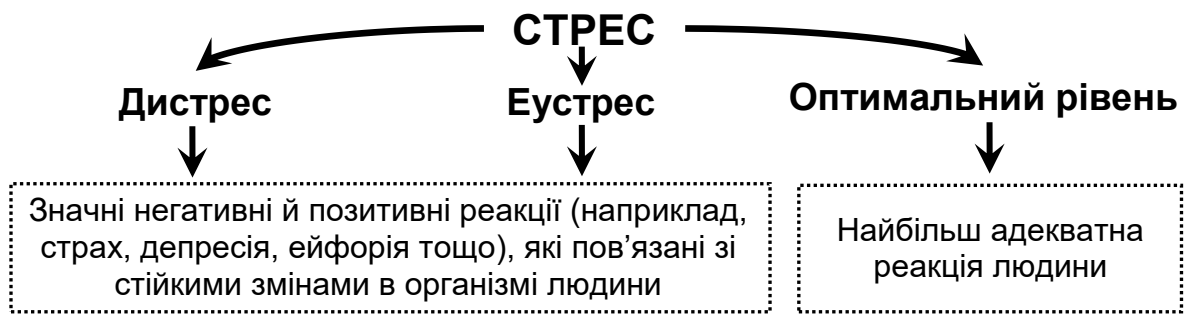 СТРЕС
Дистрес
Еустрес
Оптимальний рівень
Значні негативні й позитивні реакції (наприклад,
страх, депресія, ейфорія тощо), які пов’язані зі
стійкими змінами в організмі людини
Найбільш адекватна
реакція людини